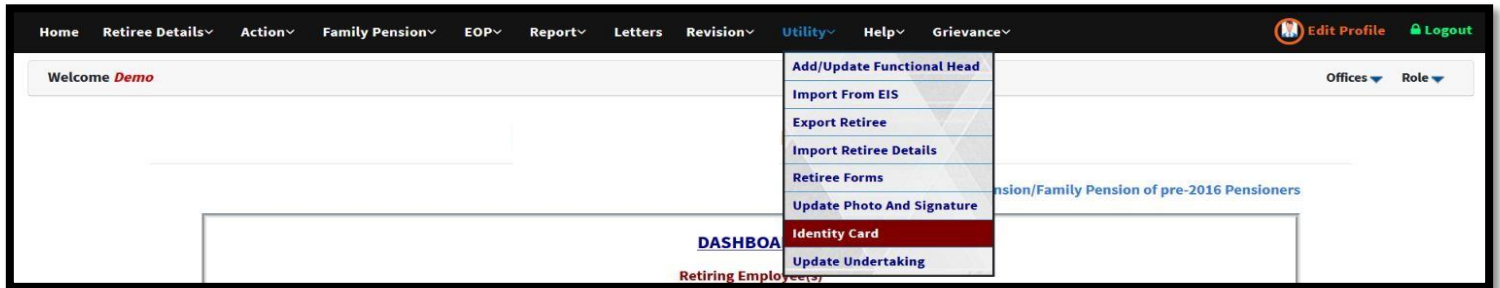 Home Retiree Details Action Family Pension EOP Report Letters Revision Utility Help Grievance Edit Profile Logout
Welcome Demo Offices Role
Add/Update Functional Head
Import From EIS
Export Retiree
Import Retiree Details
Retiree Forms
Update Photo And Signature
Identity Card
Update Undertaking
/Family Pension of pre-2016 Pensioners
Retiring